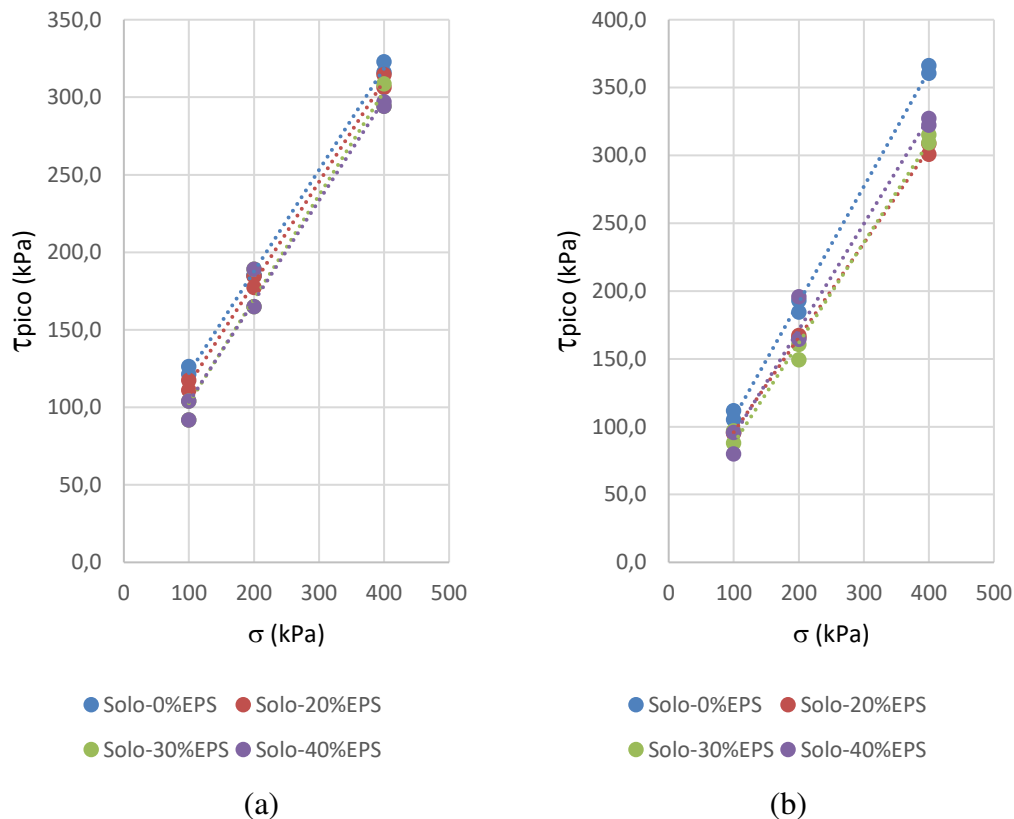 350,0
300,0
250,0
200,0
150,0
100,0
50,0
0,0
τpico (kPa)
0 100 200 300 400 500
σ (kPa)
Solo-0%EPS Solo-20%EPS
Solo-30%EPS Solo-40%EPS
(a)
400,0
350,0
300,0
250,0
200,0
150,0
100,0
50,0
0,0
τpico (kPa)
0 100 200 300 400 500
σ (kPa)
Solo-0%EPS Solo-20%EPS
Solo-30%EPS Solo-40%EPS
(b)